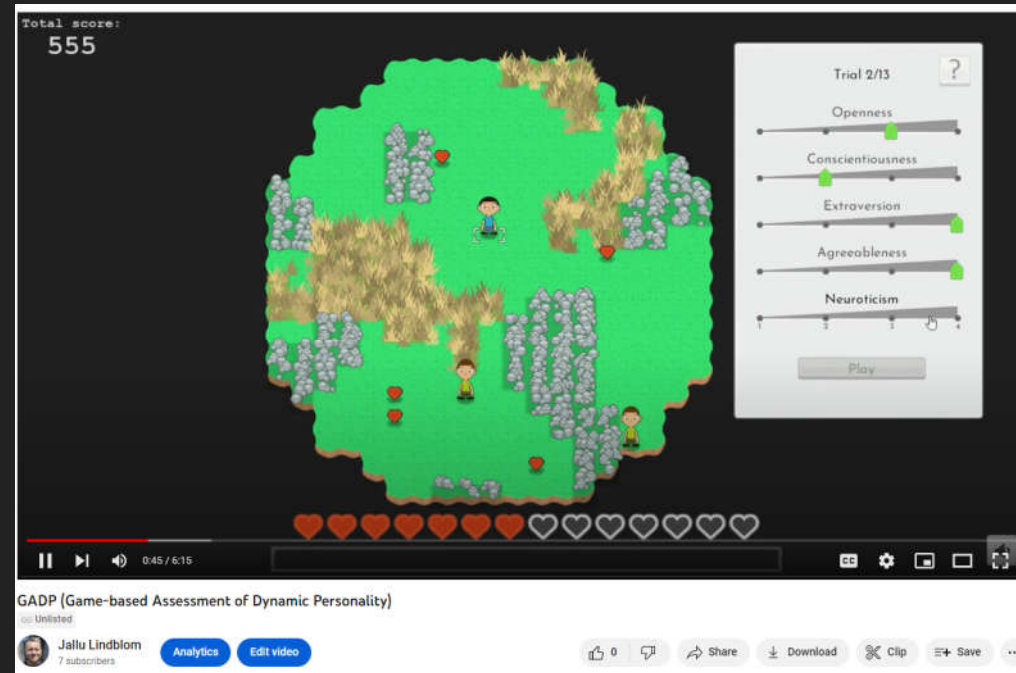 Total score:
555
Trial 2/13
?
Openness
Conscientiousness
Extraversion
Agreeableness
Neuroticism
1 2 3 4
Play
0:45 / 6:15
CC
GADP (Game-based Assessment of Dynamic Personality)
Unlisted
Jallu Lindblom
7 subscribers
Analytics
Edit video
0
Share
Download
Clip
Save
...